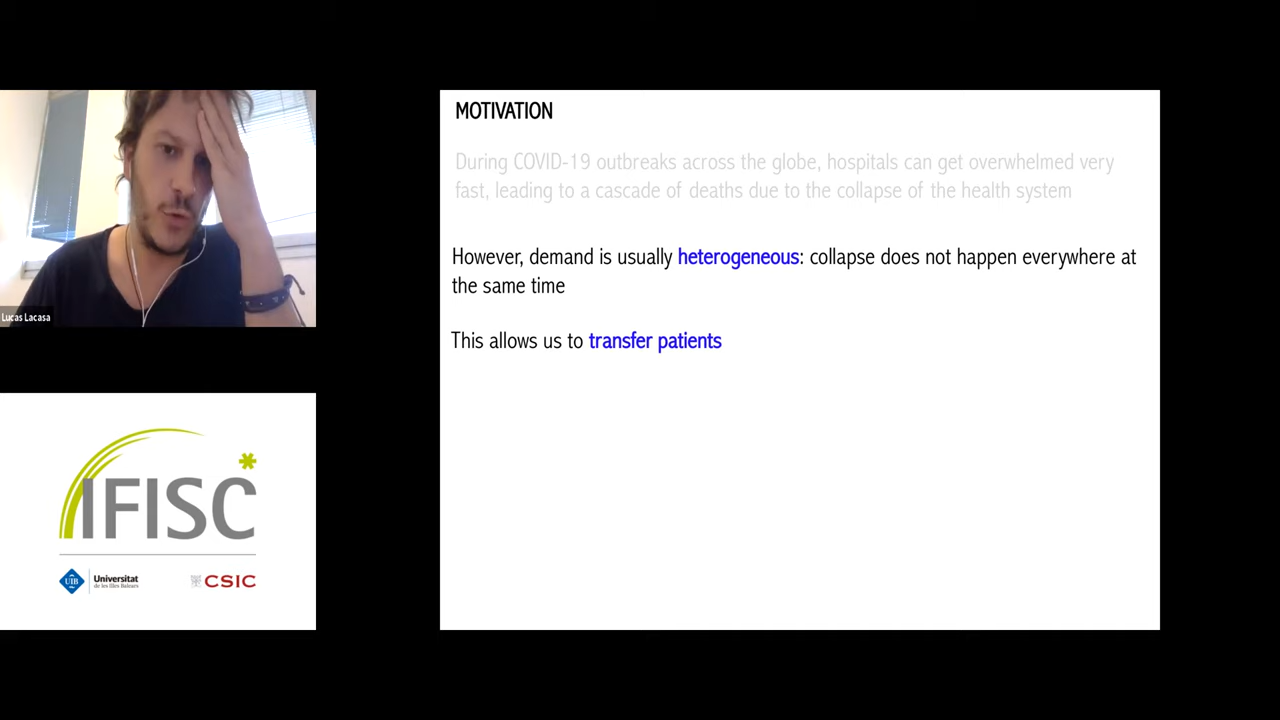 MOTIVATION
During COVID-19 outbreaks across the globe, hospitals can get overwhelmed very
fast, leading to a cascade of deaths due to the collapse of the health system
However, demand is usually heterogeneous: collapse does not happen everywhere at
the same time
This allows us to transfer patients
Lucas Lacasa
IFISC
UIB
Universitat
de les Illes Balears
CSIC